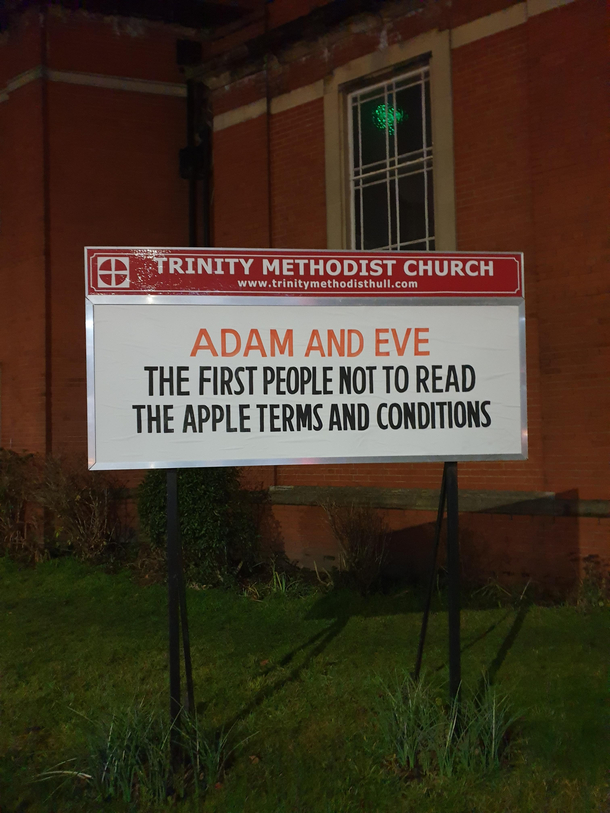 TRINITY METHODIST CHURCH
www.trinitymethodisthull.com
ADAM AND EVE
THE FIRST PEOPLE NOT TO READ
THE APPLE TERMS AND CONDITIONS